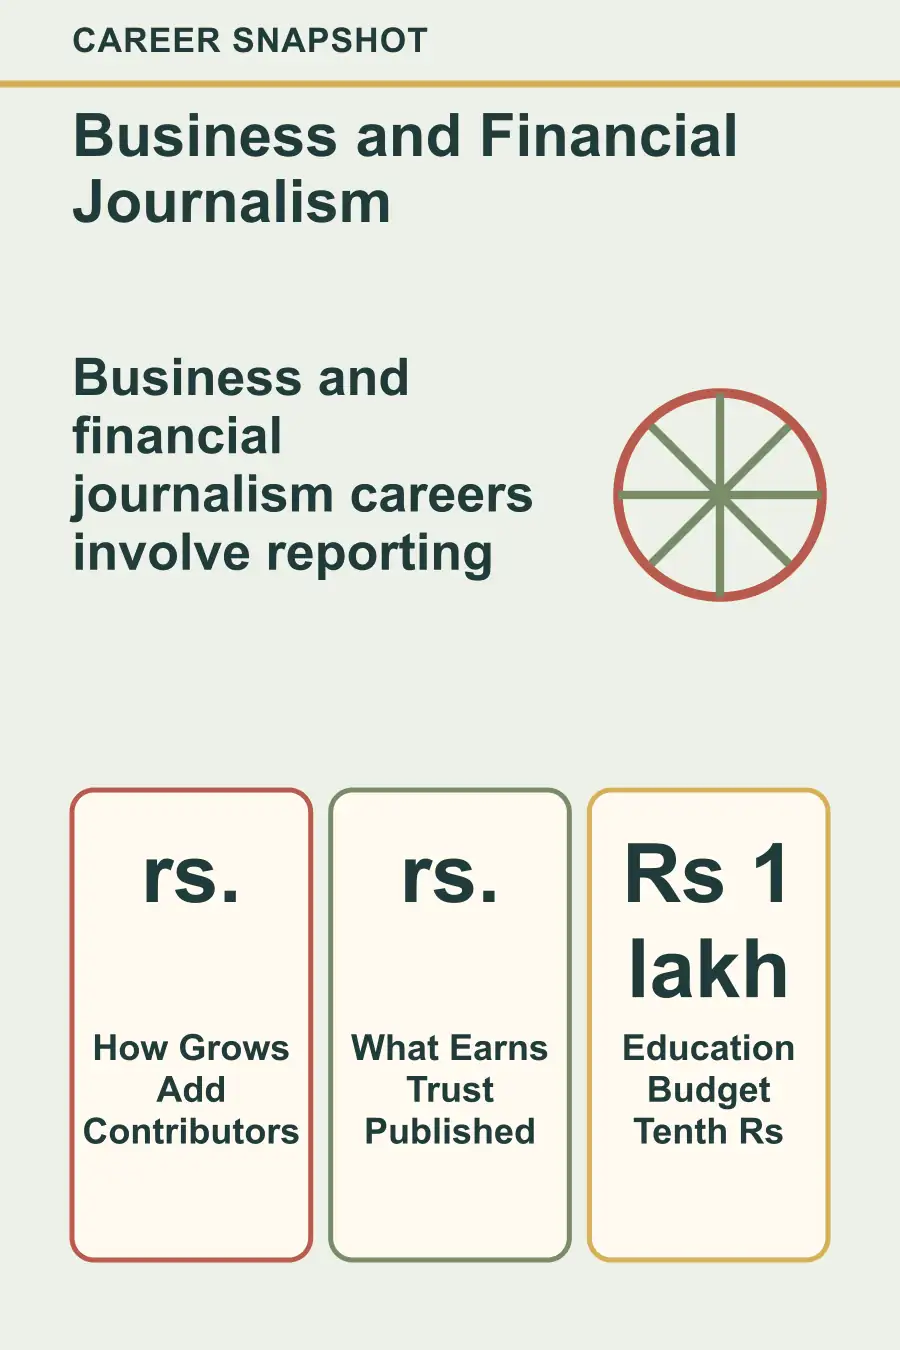 CAREER SNAPSHOT
Business and Financial
Journalism
Business and
financial
journalism careers
involve reporting
rs.
How Grows
Add
Contributors
rs.
What Earns
Trust
Published
Rs 1
lakh
Education
Budget
Tenth Rs